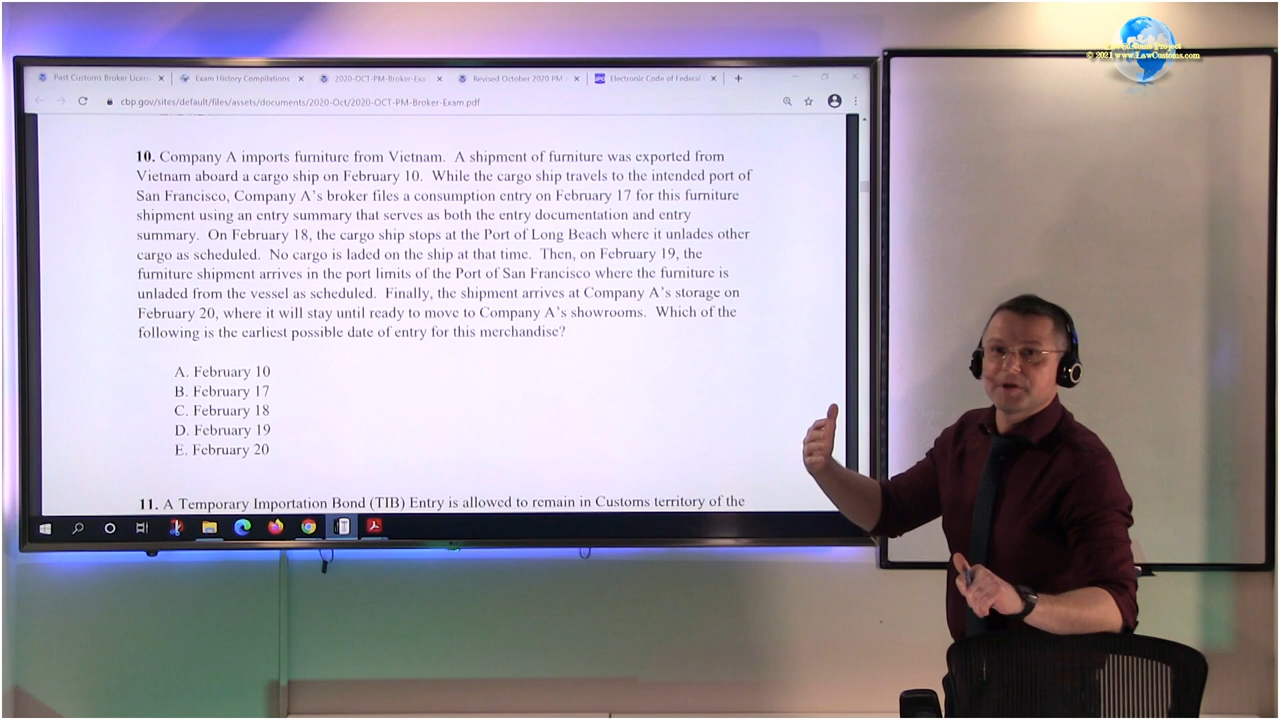 LawCustoms Project
© 2021 www.LawCustoms.com
Past Customs Broker Licen
Exam History Compilations
2020-OCT-PM-Broker-Exa
Revised October 2020 PM -
Electronic Code of Federal
cbp.gov/sites/default/files/assets/documents/2020-Oct/2020-OCT-PM-Broker-Exam.pdf
10. Company A imports furniture from Vietnam. A shipment of furniture was exported from
Vietnam aboard a cargo ship on February 10. While the cargo ship travels to the intended port of
San Francisco, Company A's broker files a consumption entry on February 17 for this furniture
shipment using an entry summary that serves as both the entry documentation and entry
summary. On February 18, the cargo ship stops at the Port of Long Beach where it unlades other
cargo as scheduled. No cargo is laded on the ship at that time. Then, on February 19, the
furniture shipment arrives in the port limits of the Port of San Francisco where the furniture is
unladed from the vessel as scheduled. Finally, the shipment arrives at Company A's storage on
February 20, where it will stay until ready to move to Company A's showrooms. Which of the
following is the earliest possible date of entry for this merchandise?
A. February 10
B. February 17
C. February 18
D. February 19
E. February 20
11. A Temporary Importation Bond (TIB) Entry is allowed to remain in Customs territory of the